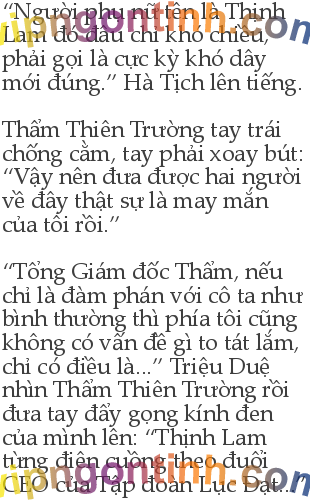 “Người phụ nữ tên là Thịnh
Lam đó đâu chỉ khó chiều,
phải gọi là cực kỳ khó dây
mới đúng.” Hà Tịch lên tiếng.
Thẩm Thiên Trường tay trái
chống cằm, tay phải xoay bút:
“Vậy nên đưa được hai người
về đây thật sự là may mắn
của tôi rồi.”
“Tổng Giám đốc Thẩm, nếu
chỉ là đàm phán với cô ta như
bình thường thì phía tôi cũng
không có vấn đề gì to tát lắm,
chỉ có điều là...” Triệu Duệ
nhìn Thẩm Thiên Trường rồi
đưa tay đẩy gọng kính đen
của mình lên: “Thịnh Lam
từng điên cuồng theo đuổi
CEO của Tập đoàn Lục Đạt...”
vipngontinh.com
vipngontinh.com